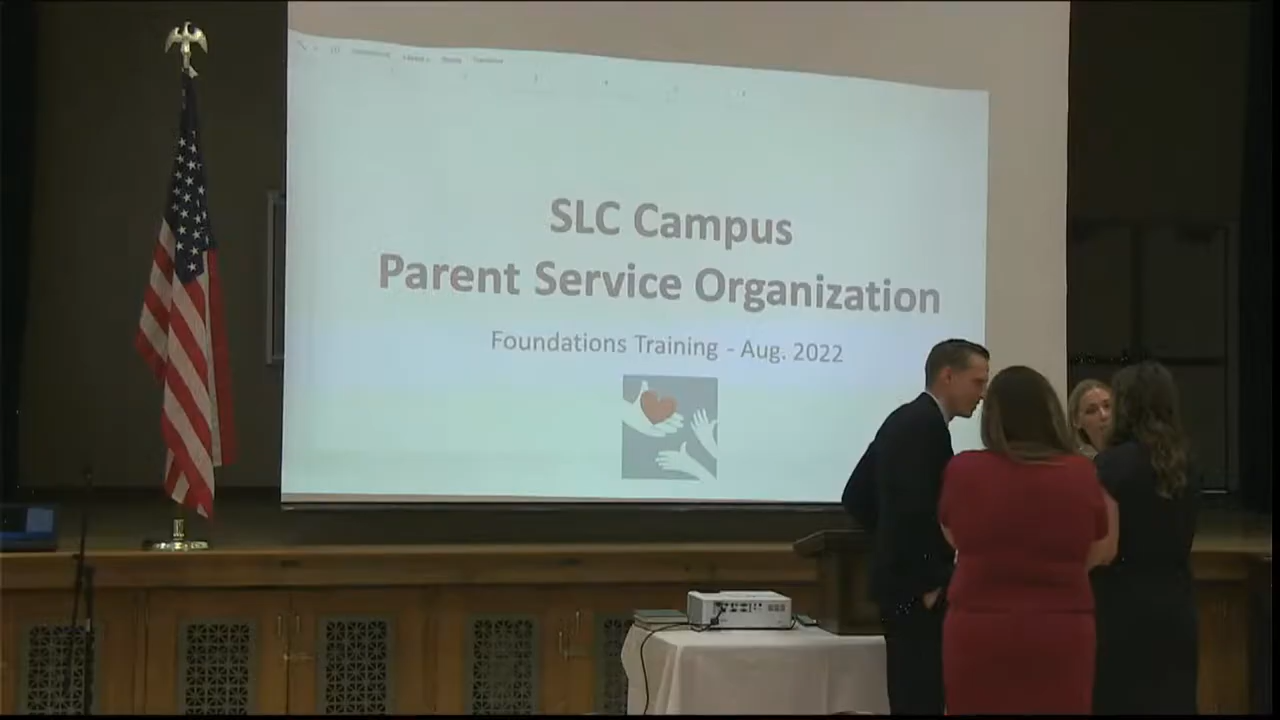 SLC Campus
Parent Service Organization
Foundations Training - Aug. 2022